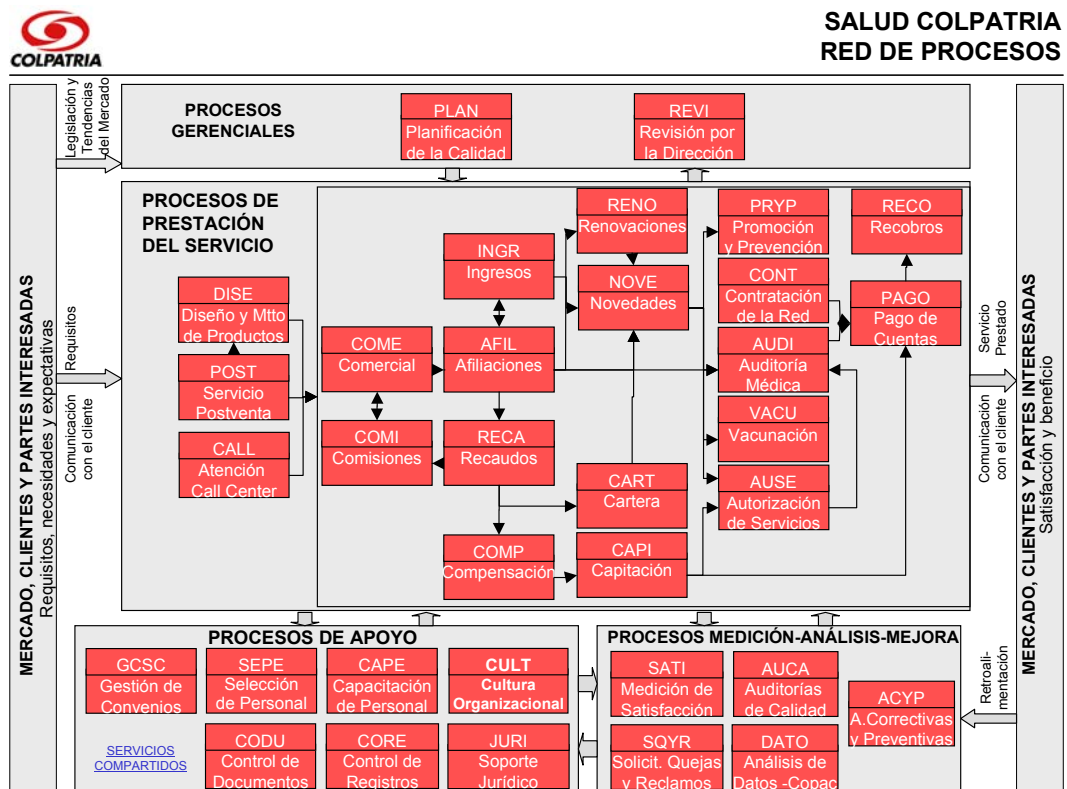 COLPATRIA
SALUD COLPATRIA
RED DE PROCESOS
MERCADO, CLIENTES Y PARTES INTERESADAS
Requisitos, necesidades y expectativas
Legislación y
Tendencias
del Mercado
Requisitos
Comunicación
con el cliente
PROCESOS
GERENCIALES
PLAN
Planificación
de la Calidad
REVI
Revisión por
la Dirección
PROCESOS DE
PRESTACIÓN
DEL SERVICIO
DISE
Diseño y Mtto
de Productos
POST
Servicio
Postventa
CALL
Atención
Call Center
COME
Comercial
COMI
Comisiones
INGR
Ingresos
AFIL
Afiliaciones
RECA
Recaudos
COMP
Compensación
RENO
Renovaciones
NOVE
Novedades
CART
Cartera
CAPI
Capitación
PRYP
Promoción
y Prevención
CONT
Contratación
de la Red
AUDI
Auditoría
Médica
VACU
Vacunación
AUSE
Autorización
de Servicios
RECO
Recobros
PAGO
Pago de
Cuentas
PROCESOS DE APOYO
GCSC
Gestión de
Convenios
SEPE
Selección
de Personal
CAPE
Capacitación
de Personal
CULT
Cultura
Organizacional
SERVICIOS
COMPARTIDOS
CODU
Control de
Documentos
CORE
Control de
Registros
JURI
Soporte
Jurídico
PROCESOS MEDICIÓN-ANÁLISIS-MEJORA
SATI
Medición de
Satisfacción
AUCA
Auditorías
de Calidad
ACYP
A.Correctivas
y Preventivas
SQYR
Solicit. Quejas
y Reclamos
DATO
Análisis de
Datos -Copac
Servicio
Prestado
Comunicación
con el cliente
Retroali-
mentación
MERCADO, CLIENTES Y PARTES INTERESADAS
Satisfacción y beneficio